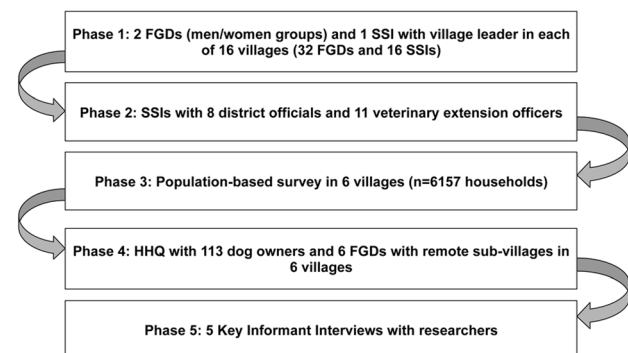 Phase 1: 2 FGDs (men/women groups) and 1 SSI with village leader in each
of 16 villages (32 FGDs and 16 SSIs)
Phase 2: SSIs with 8 district officials and 11 veterinary extension officers
Phase 3: Population-based survey in 6 villages (n=6157 households)
Phase 4: HHQ with 113 dog owners and 6 FGDs with remote sub-villages in
6 villages
Phase 5: 5 Key Informant Interviews with researchers